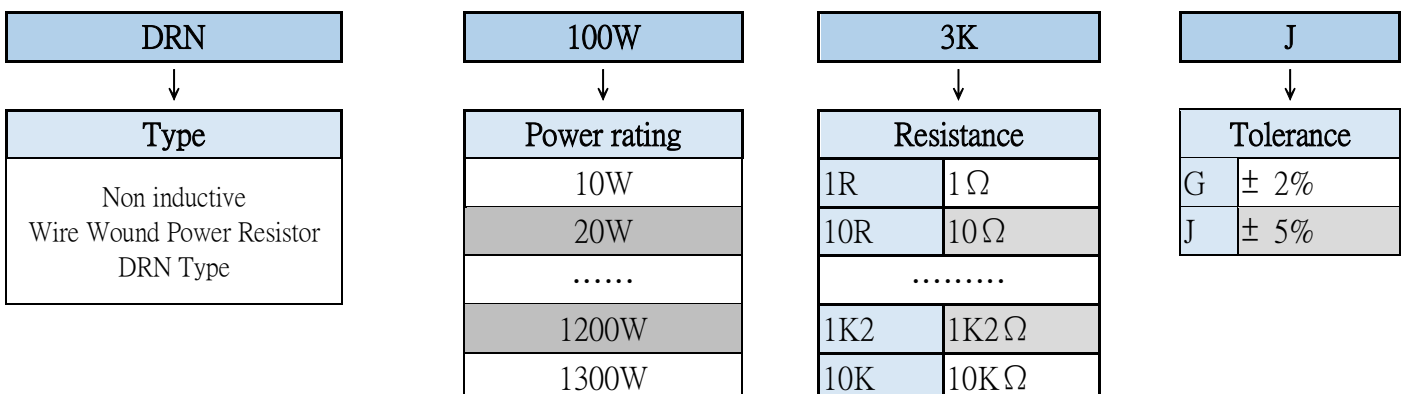 DRN 100W 3K J
Type Power rating Resistance Tolerance
Non inductive
Wire Wound Power Resistor
DRN Type
10W
20W
......
1200W
1300W
1R 1Ω
10R 10Ω
.........
1K2 1K2Ω
10K 10KΩ
G ± 2%
J ± 5%